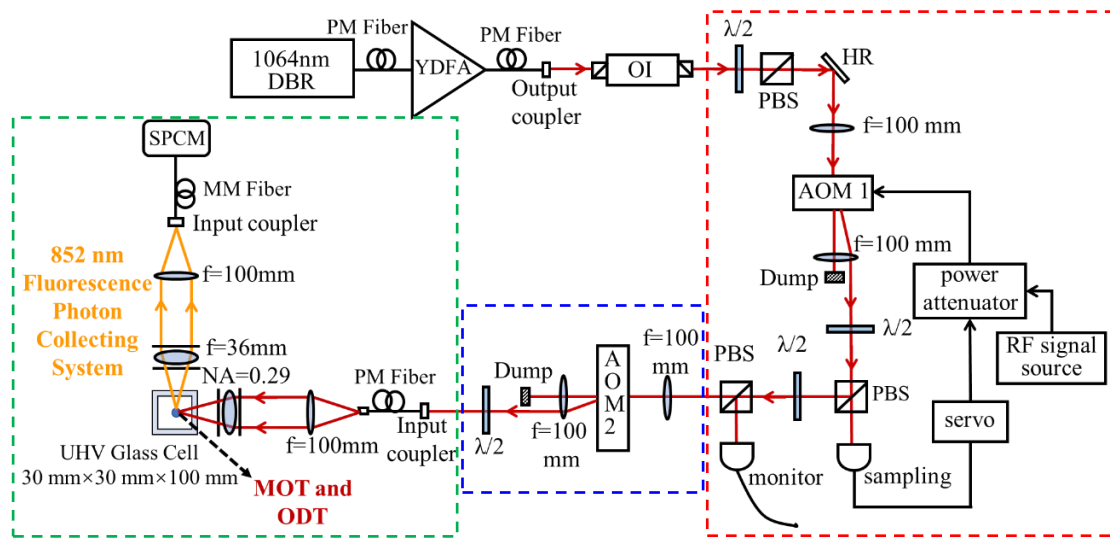 PM Fiber
PM Fiber
1064nm
DBR
YDFA
Output
coupler
OI
λ/2
PBS
HR
f=100 mm
AOM 1
f=100 mm
Dump
power
attenuator
RF signal
source
λ/2
PBS
servo
sampling
λ/2
PBS
monitor
f=100
mm
A
O
M
2
Dump
f=100
mm
λ/2
Input
coupler
PM Fiber
f=100mm
NA=0.29
f=36mm
SPCM
MM Fiber
Input coupler
f=100mm
852 nm
Fluorescence
Photon
Collecting
System
UHV Glass Cell
30 mm×30 mm×100 mm
MOT and
ODT